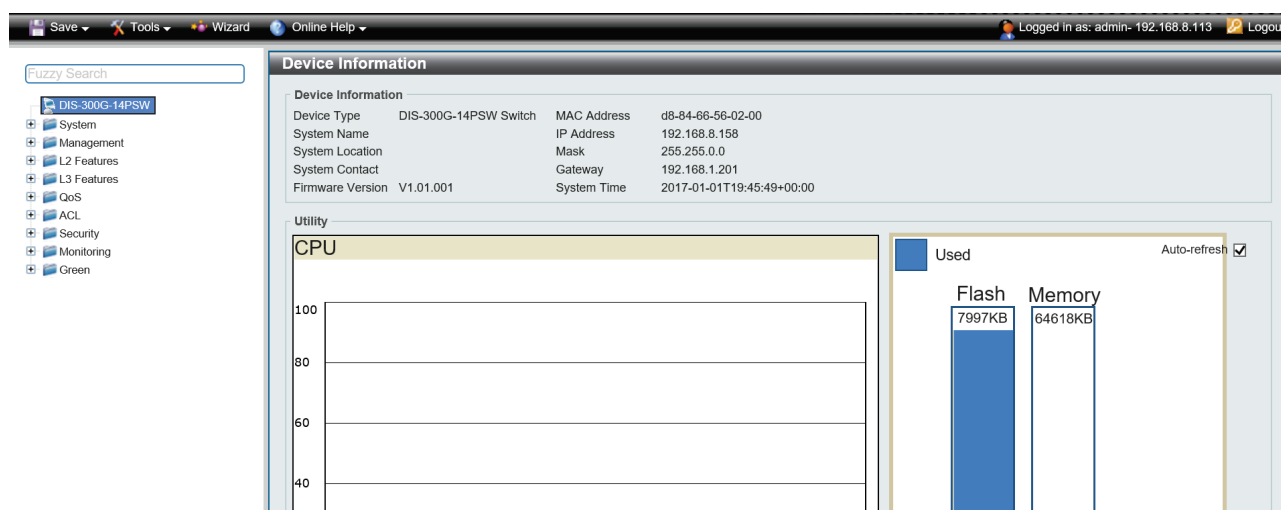 Save Tools Wizard Online Help Logged in as: admin- 192.168.8.113 Logou
Fuzzy Search
DIS-300G-14PSW
System
Management
L2 Features
L3 Features
QoS
ACL
Security
Monitoring
Green
Device Information
Device Information
Device Type DIS-300G-14PSW Switch MAC Address d8-84-66-56-02-00
System Name IP Address 192.168.8.158
System Location Mask 255.255.0.0
System Contact Gateway 192.168.1.201
Firmware Version V1.01.001 System Time 2017-01-01T19:45:49+00:00
Utility
CPU
100
80
60
40
Used Auto-refresh
Flash Memory
7997KB 64618KB